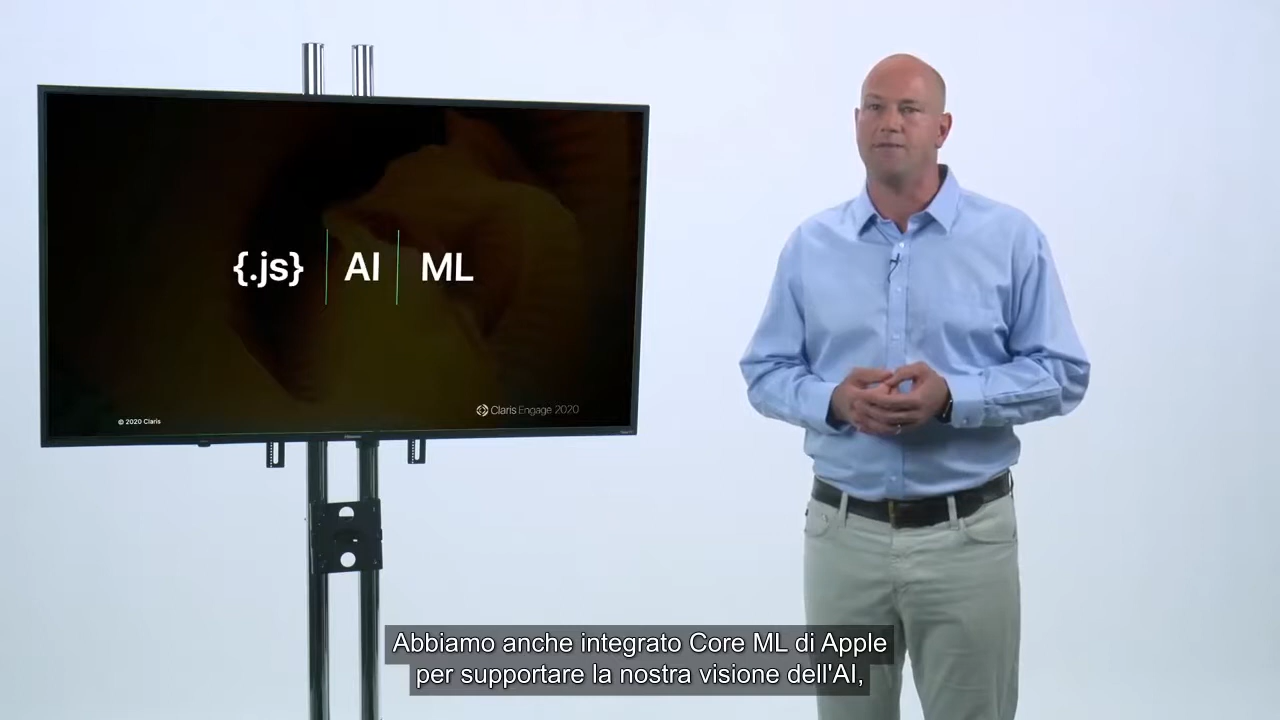 {.js} AI ML
© 2020 Claris
Claris Engage 2020
Abbiamo anche integrato Core ML di Apple
per supportare la nostra visione dell'AI,